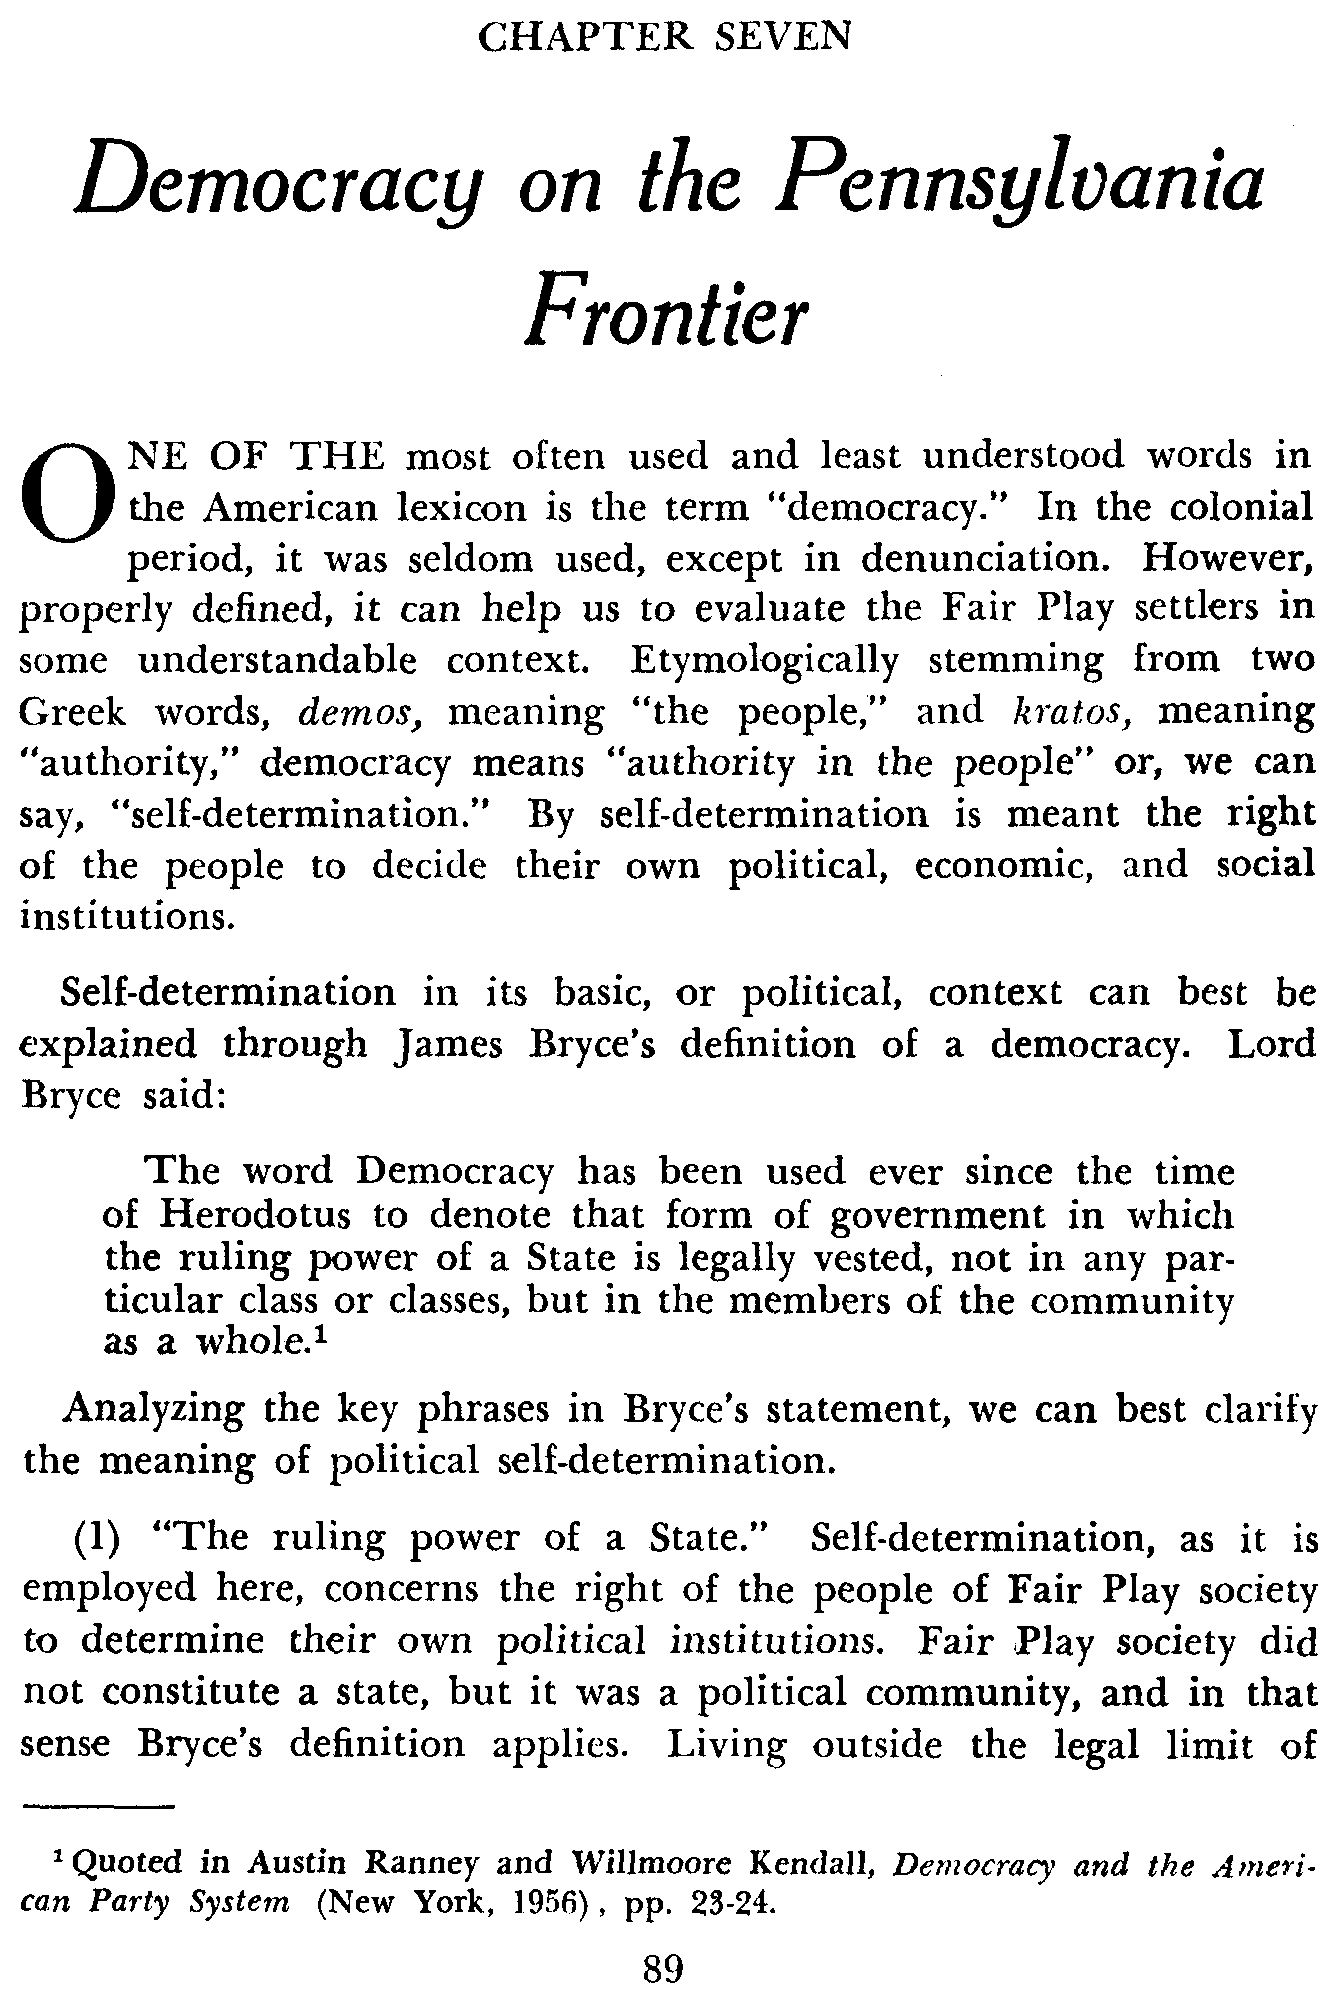 CHAPTER SEVEN
Democracy on the Pennsylvania
Frontier
ONE OF THE most often used and least understood words in
the American lexicon is the term "democracy." In the colonial
period, it was seldom used, except in denunciation. However,
properly defined, it can help us to evaluate the Fair Play settlers in
some understandable context. Etymologically stemming from two
Greek words, demos, meaning "the people," and kratos, meaning
"authority," democracy means "authority in the people" or, we can
say, "self-determination." By self-determination is meant the right
of the people to decide their own political, economic, and social
institutions.
Self-determination in its basic, or political, context can best be
explained through James Bryce's definition of a democracy. Lord
Bryce said:
The word Democracy has been used ever since the time
of Herodotus to denote that form of government in which
the ruling power of a State is legally vested, not in any par-
ticular class or classes, but in the members of the community
as a whole.¹
Analyzing the key phrases in Bryce's statement, we can best clarify
the meaning of political self-determination.
(1) "The ruling power of a State." Self-determination, as it is
employed here, concerns the right of the people of Fair Play society
to determine their own political institutions. Fair Play society did
not constitute a state, but it was a political community, and in that
sense Bryce's definition applies. Living outside the legal limit of
¹ Quoted in Austin Ranney and Willmoore Kendall, Democracy and the Ameri-
can Party System (New York, 1956), pp. 23-24.
89